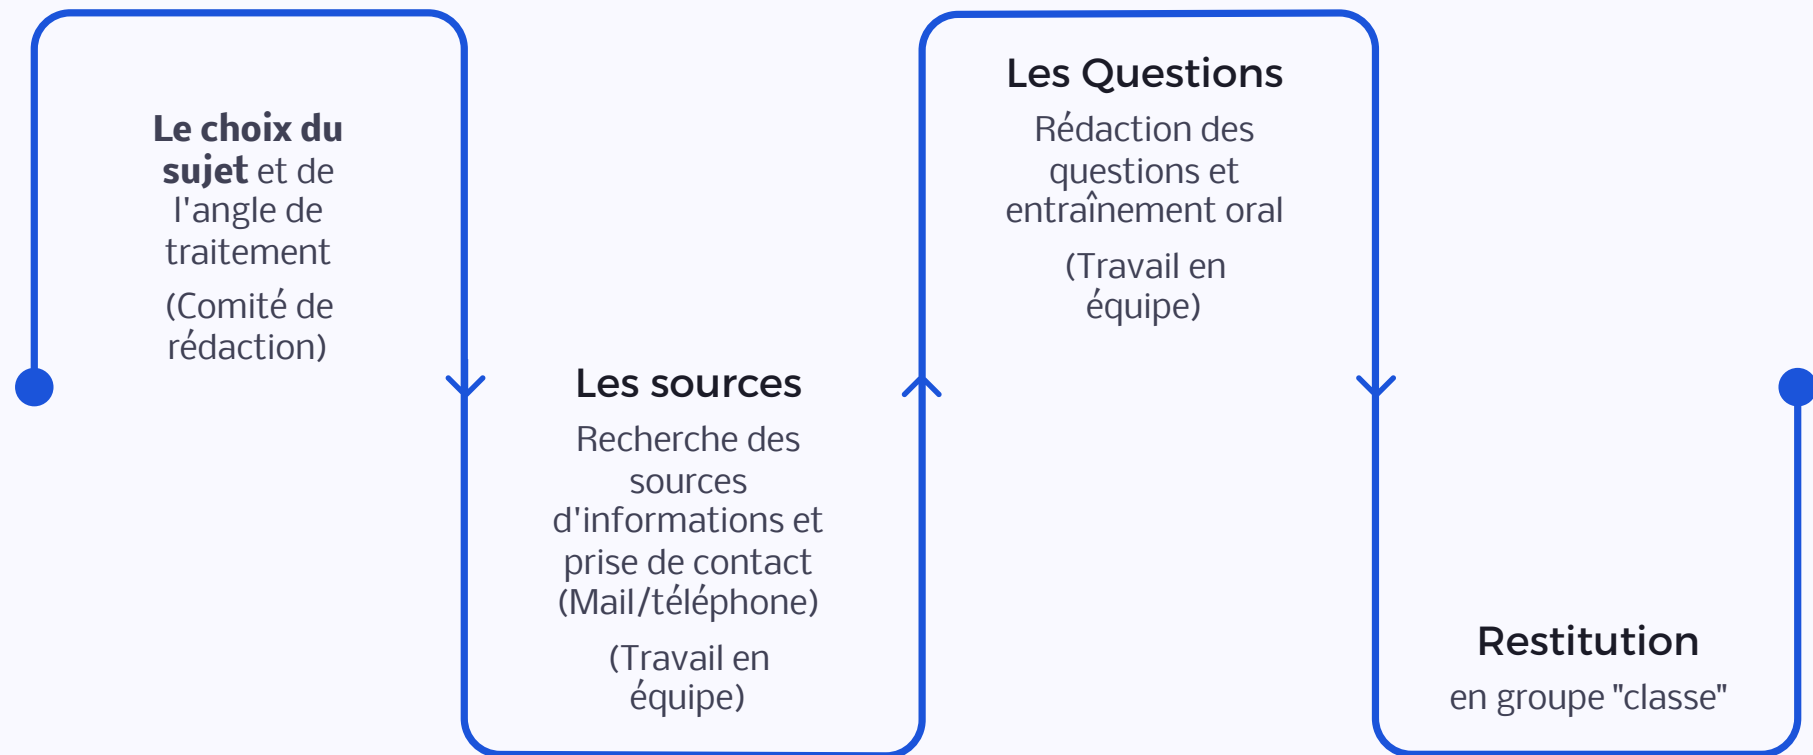 Le choix du
sujet et de
l'angle de
traitement
(Comité de
rédaction)
Les sources
Recherche des
sources
d'informations et
prise de contact
(Mail/téléphone)
(Travail en
équipe)
Les Questions
Rédaction des
questions et
entraînement oral
(Travail en
équipe)
Restitution
en groupe "classe"